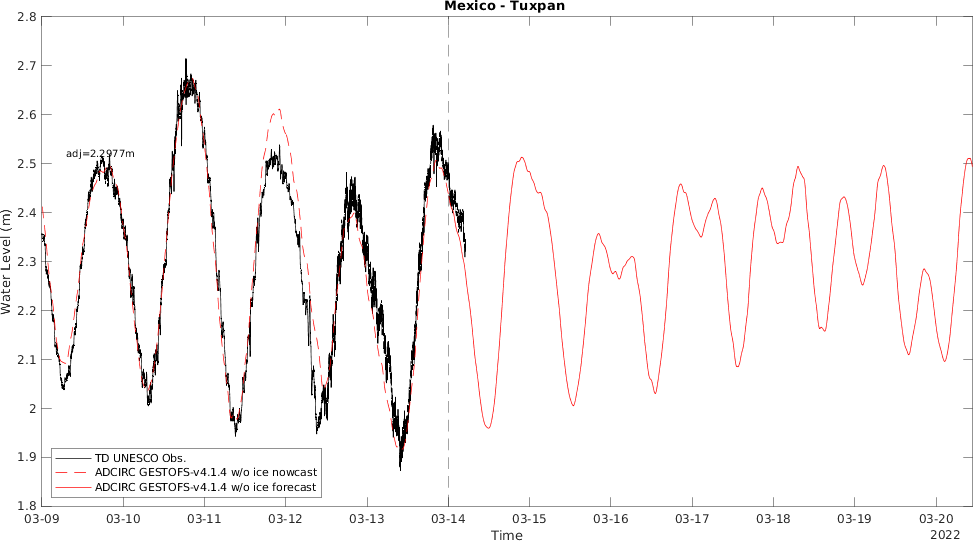 Mexico - Tuxpan
2.8
2.7
2.6
2.5
2.4
2.3
2.2
2.1
2
1.9
1.8
Water Level (m)
adj=2.2977m
TD UNESCO Obs.
ADCIRC GESTOFS-v4.1.4 w/o ice nowcast
ADCIRC GESTOFS-v4.1.4 w/o ice forecast
03-09 03-10 03-11 03-12 03-13 03-14 03-15 03-16 03-17 03-18 03-19 03-20
2022
Time